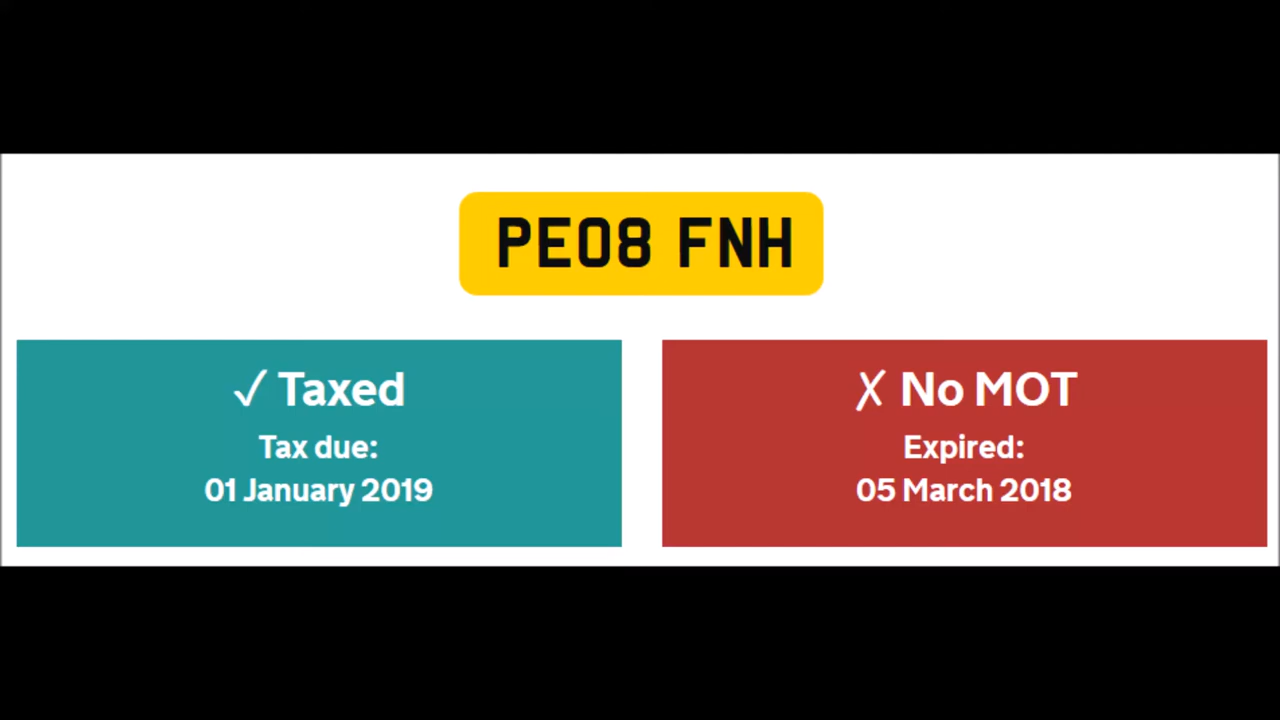 PE08 FNH
✓ Taxed
Tax due:
01 January 2019
✗ No MOT
Expired:
05 March 2018